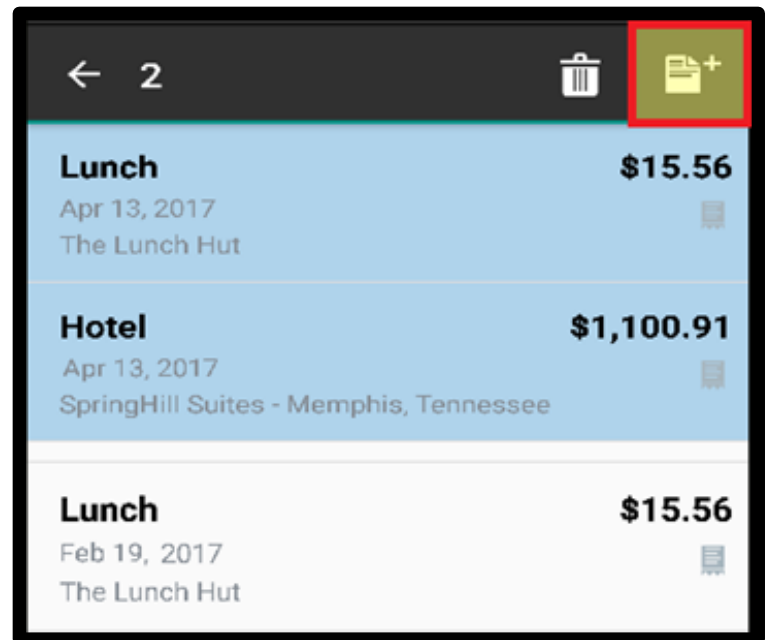 2
Lunch $15.56
Apr 13, 2017
The Lunch Hut
Hotel $1,100.91
Apr 13, 2017
SpringHill Suites - Memphis, Tennessee
Lunch $15.56
Feb 19, 2017
The Lunch Hut